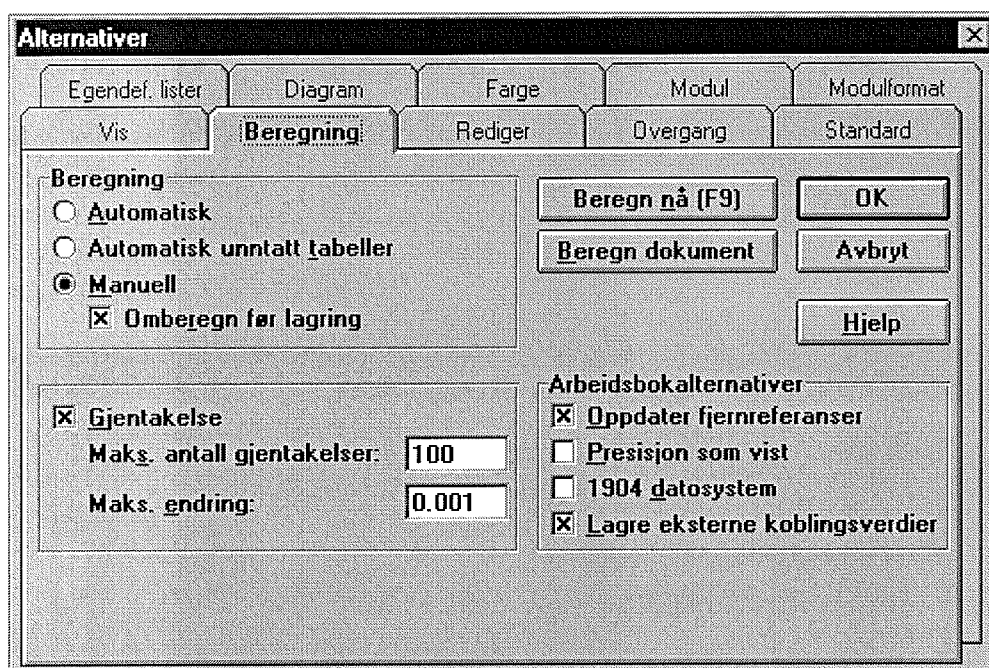 Alternativer
Egendef. lister Diagram Farge Modul Modulformat
Vis Beregning Rediger Overgang Standard
Beregning
Automatisk
Automatisk unntatt tabeller
Manuell
Omberegn før lagring
Beregn nå (F9) OK
Beregn dokument Avbryt
Hjelp
Gjentakelse
Maks. antall gjentakelser: 100
Maks. endring: 0.001
Arbeidsbokalternativer
Oppdater fjernreferanser
Presisjon som vist
1904 datosystem
Lagre eksterne koblingsverdier